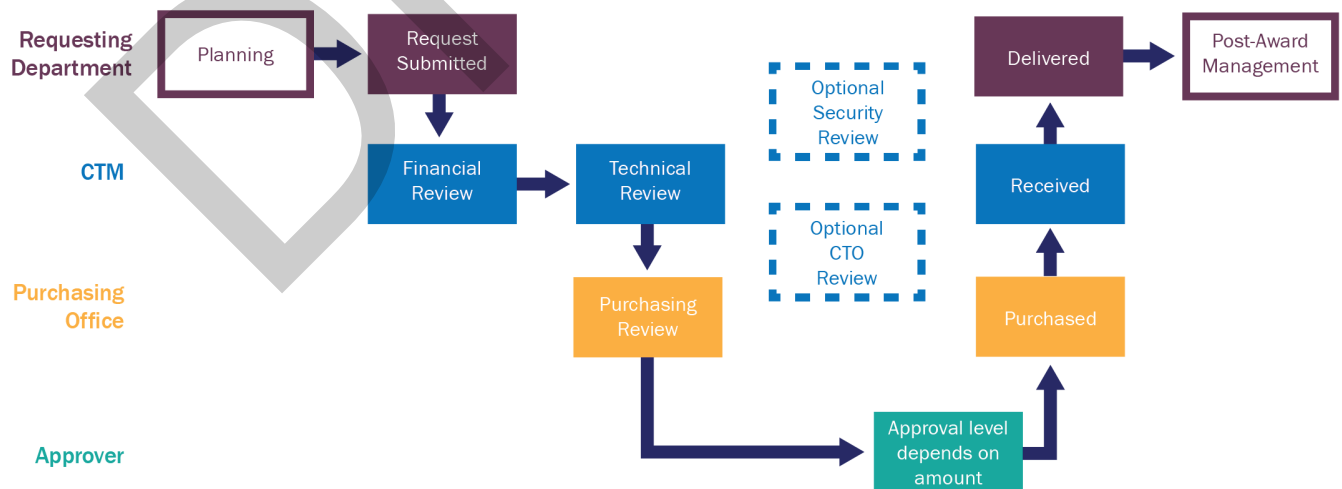 Requesting
Department
Planning
Request
Submitted
Optional
Security
Review
Delivered
Post-Award
Management
CTM
Financial
Review
Technical
Review
Optional
CTO
Review
Received
Purchasing
Office
Purchasing
Review
Purchased
Approver
Approval level
depends on
amount